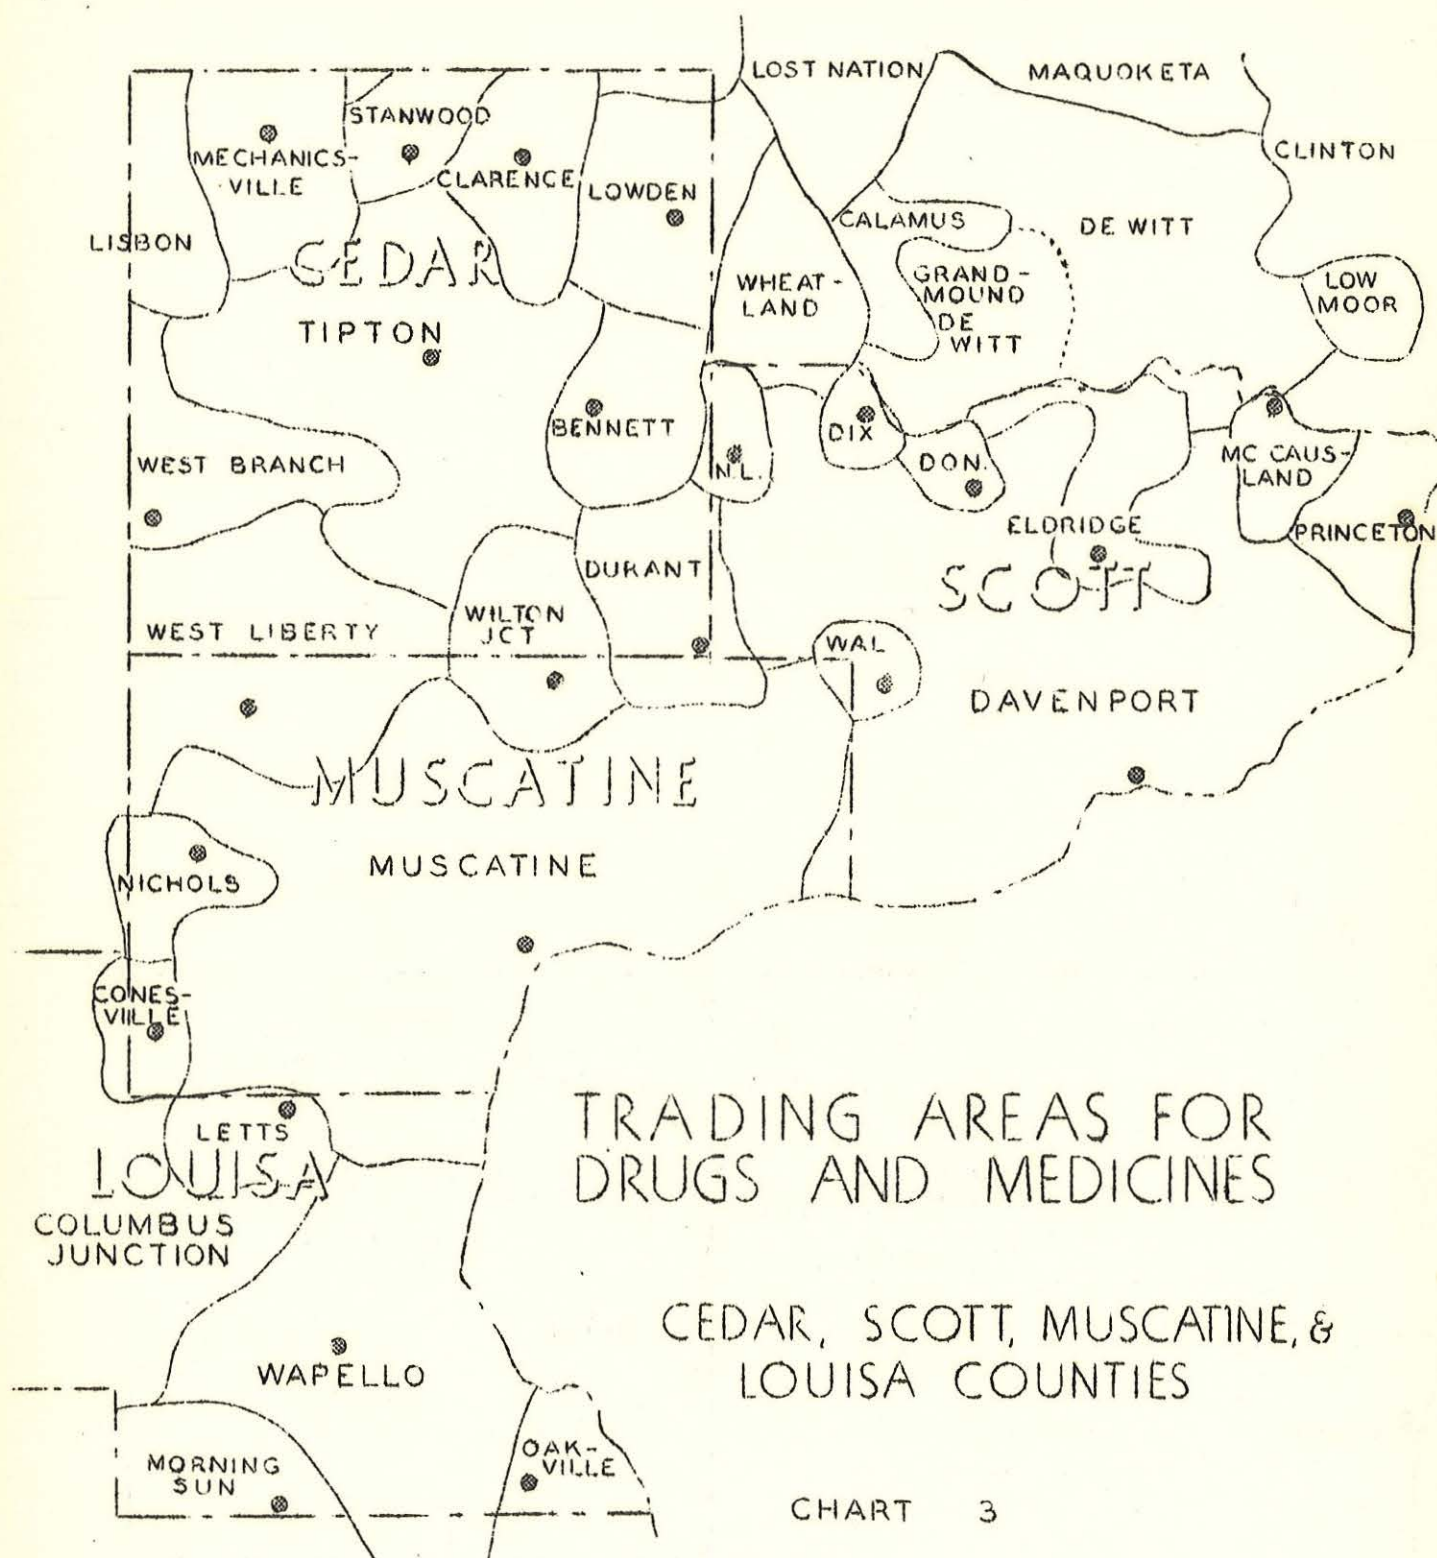 LOST NATION
MAQUOKETA
STANWOOD
CLINTON
MECHANICS-
VILLE
CLARENCE
LOWDEN
CALAMUS
DE WITT
LISBON
CEDAR
WHEAT-
LAND
GRAND-
MOUND
DE
WITT
LOW
MOOR
TIPTON
BENNETT
DIX
WEST BRANCH
N.L.
DON.
MC CAUS-
LAND
ELDRIDGE
PRINCETON
DURANT
SCOTT
WILTON
JCT
WEST LIBERTY
WAL
DAVENPORT
MUSCATINE
MUSCATINE
NICHOLS
CONES-
VILLE
LETTS
LOUISA
COLUMBUS
JUNCTION
TRADING AREAS FOR
DRUGS AND MEDICINES
CEDAR, SCOTT, MUSCATINE, &
LOUISA COUNTIES
WAPELLO
OAK-
VILLE
MORNING
SUN
CHART 3